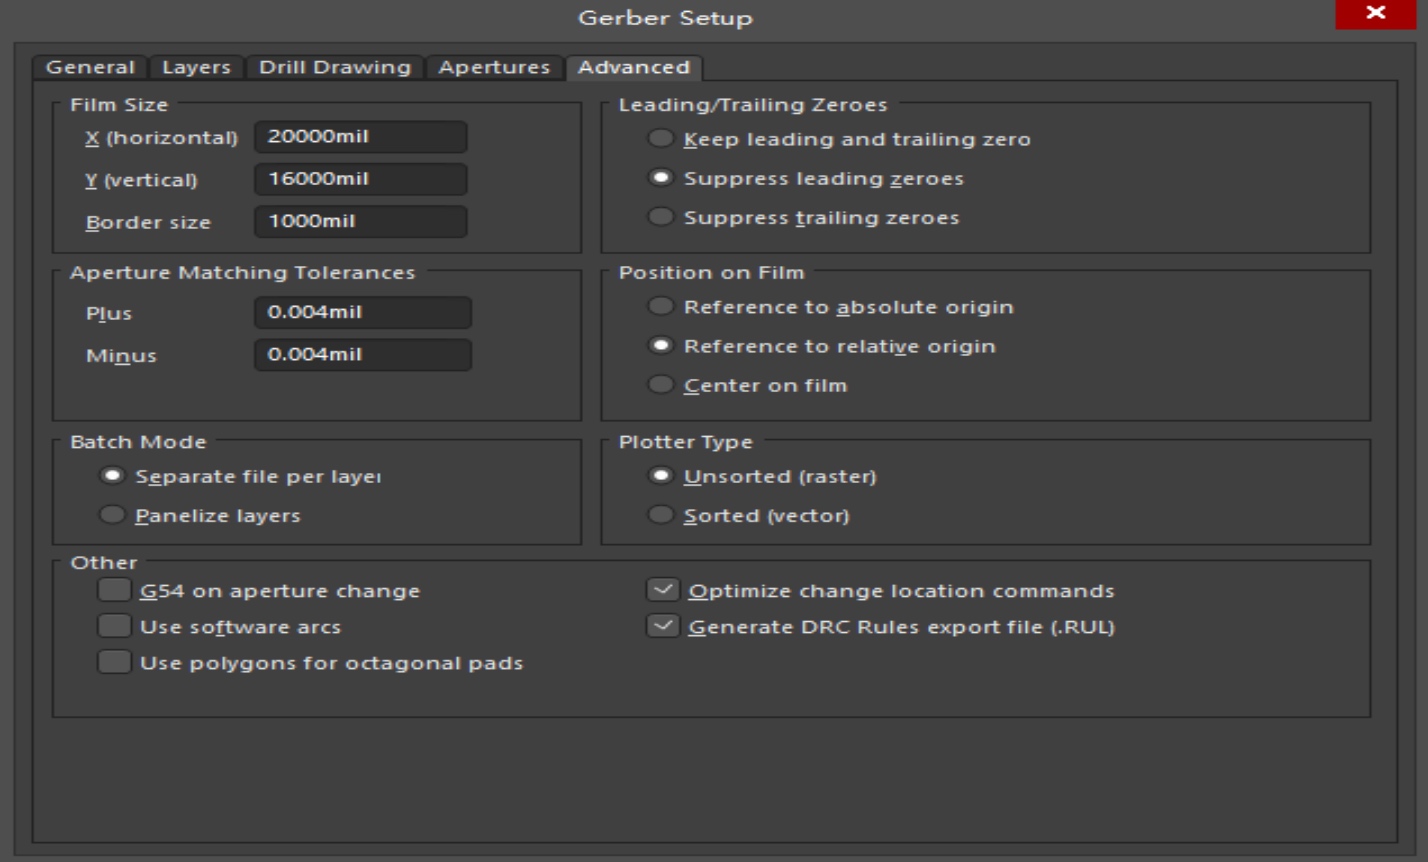 Gerber Setup
General Layers Drill Drawing Apertures Advanced
Film Size
X (horizontal) 20000mil
Y (vertical) 16000mil
Border size 1000mil
Leading/Trailing Zeroes
Keep leading and trailing zero
Suppress leading zeroes
Suppress trailing zeroes
Aperture Matching Tolerances
Plus 0.004mil
Minus 0.004mil
Position on Film
Reference to absolute origin
Reference to relative origin
Center on film
Batch Mode
Separate file per layer
Panelize layers
Plotter Type
Unsorted (raster)
Sorted (vector)
Other
G54 on aperture change
Use software arcs
Use polygons for octagonal pads
Optimize change location commands
Generate DRC Rules export file (.RUL)